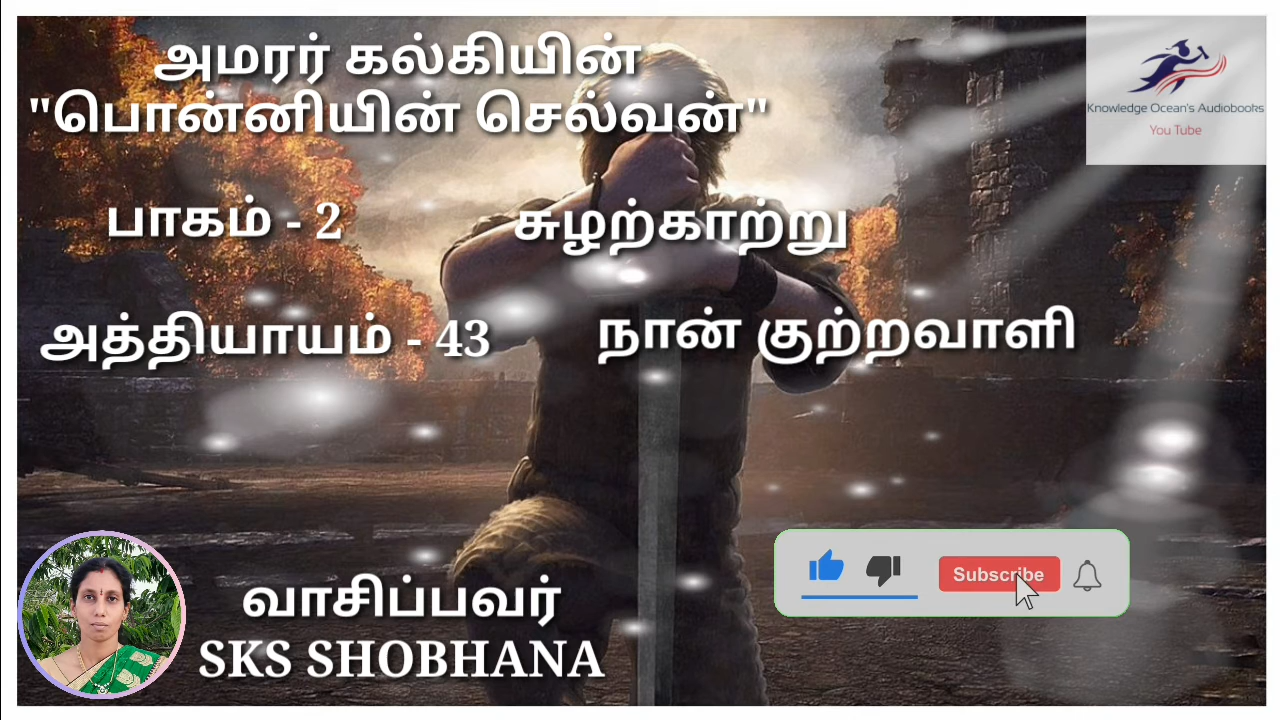 அமரர் கல்கியின்
"பொன்னியின் செல்வன்"
Knowledge Ocean's Audiobooks
You Tube
பாகம் - 2 சுழற்காற்று
அத்தியாயம் - 43 நான் குற்றவாளி
Subscribe
வாசிப்பவர்
SKS SHOBHANA